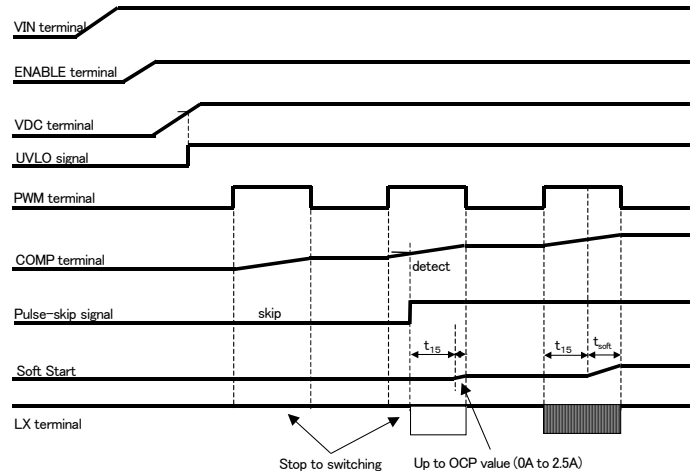 VIN terminal
ENABLE terminal
VDC terminal
UVLO signal
PWM terminal
COMP terminal
detect
Pulse-skip signal
skip
t15
t15
tsoft
Soft Start
LX terminal
Stop to switching
Up to OCP value (0A to 2.5A)